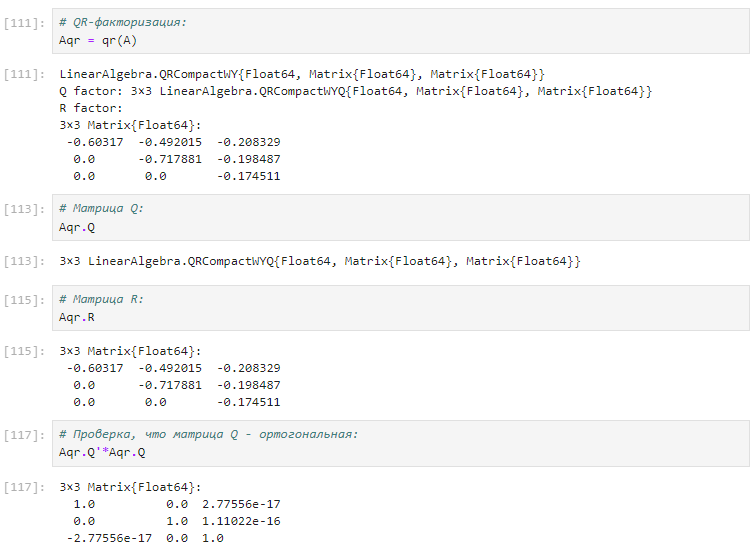 [111]: # QR-факторизация:
Aqr = qr(A)
[111]: LinearAlgebra.QRCompactWY{Float64, Matrix{Float64}, Matrix{Float64}}
Q factor: 3×3 LinearAlgebra.QRCompactWYQ{Float64, Matrix{Float64}, Matrix{Float64}}
R factor:
3×3 Matrix{Float64}:
 -0.60317  -0.492015  -0.208329
  0.0      -0.717881  -0.198487
  0.0       0.0       -0.174511
[113]: # Матрица Q:
Aqr.Q
[113]: 3×3 LinearAlgebra.QRCompactWYQ{Float64, Matrix{Float64}, Matrix{Float64}}
[115]: # Матрица R:
Aqr.R
[115]: 3×3 Matrix{Float64}:
 -0.60317  -0.492015  -0.208329
  0.0      -0.717881  -0.198487
  0.0       0.0       -0.174511
[117]: # Проверка, что матрица Q - ортогональная:
Aqr.Q'*Aqr.Q
[117]: 3×3 Matrix{Float64}:
  1.0          0.0  2.77556e-17
  0.0          1.0  1.11022e-16
 -2.77556e-17  0.0  1.0